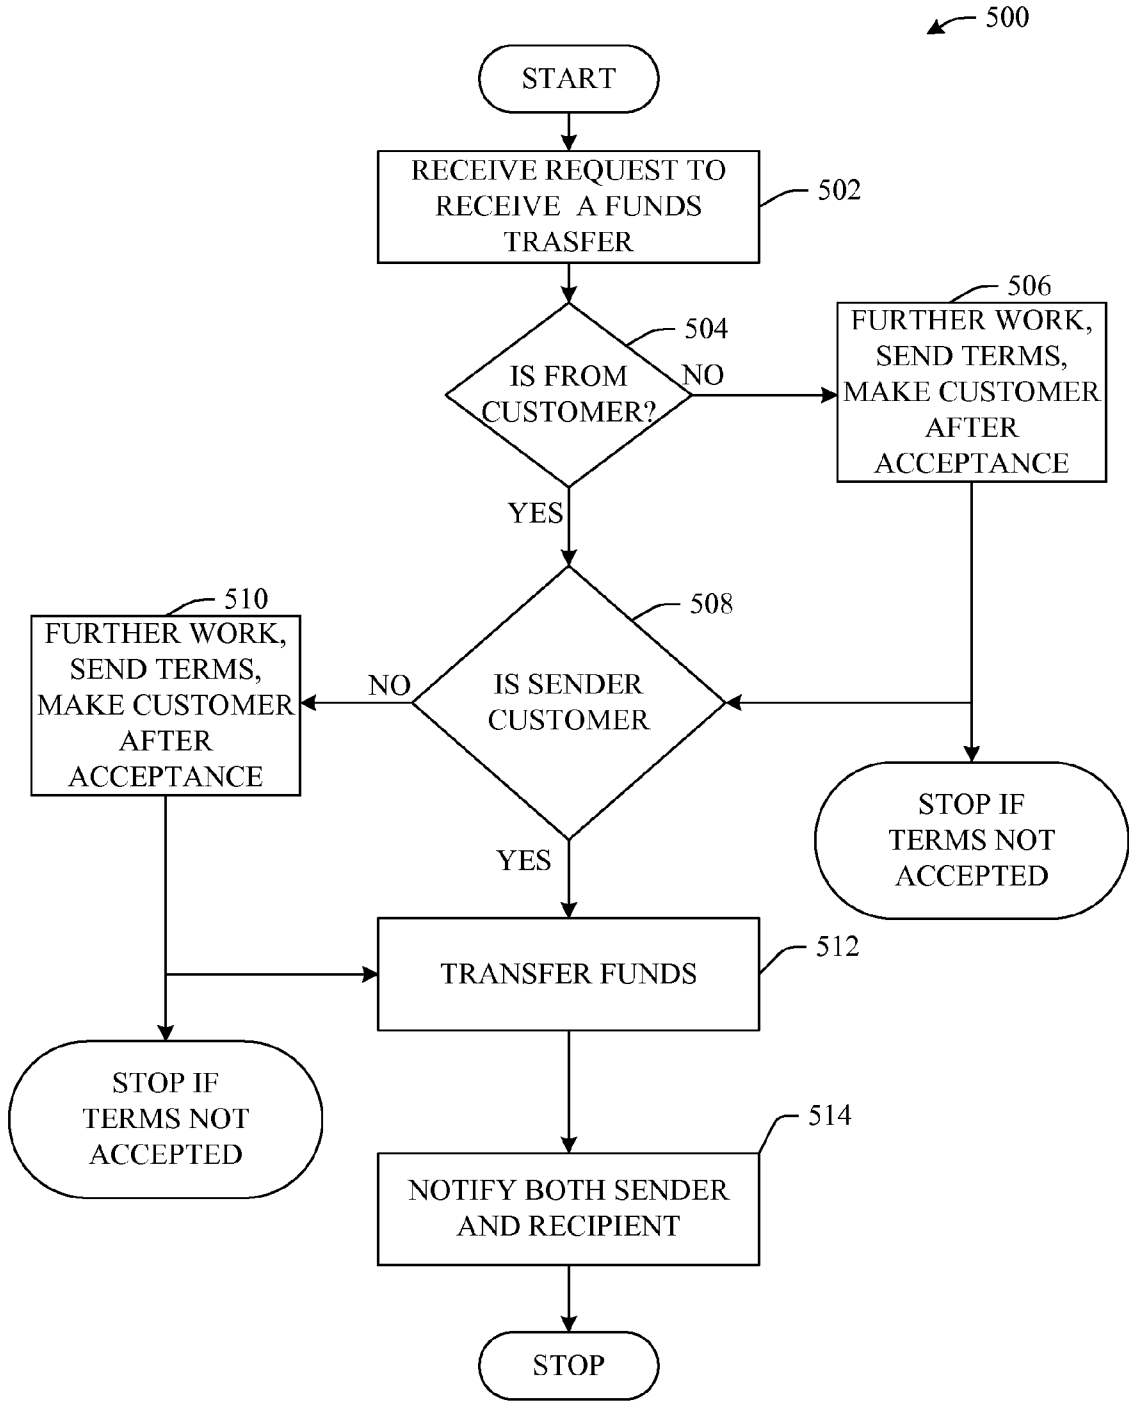 500
START
RECEIVE REQUEST TO
RECEIVE A FUNDS
TRASFER
502
504
IS FROM
CUSTOMER?
NO
506
FURTHER WORK,
SEND TERMS,
MAKE CUSTOMER
AFTER
ACCEPTANCE
YES
508
IS SENDER
CUSTOMER
NO
510
FURTHER WORK,
SEND TERMS,
MAKE CUSTOMER
AFTER
ACCEPTANCE
STOP IF
TERMS NOT
ACCEPTED
YES
512
TRANSFER FUNDS
STOP IF
TERMS NOT
ACCEPTED
514
NOTIFY BOTH SENDER
AND RECIPIENT
STOP